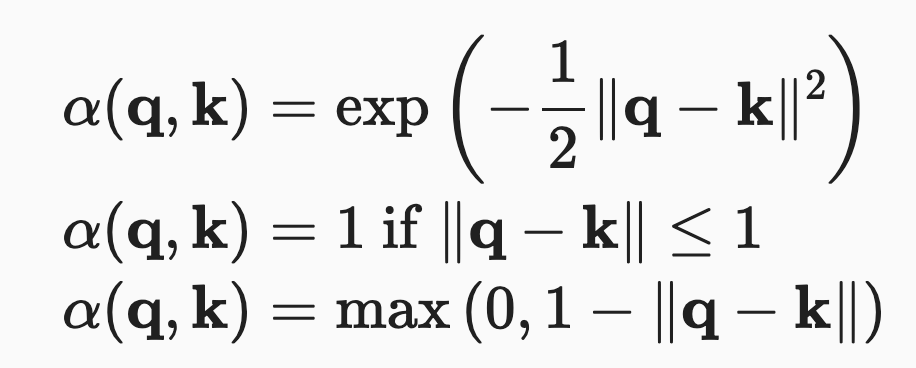 α(q, k) = exp(−1/2 ‖q − k‖²)
α(q, k) = 1 if ‖q − k‖ ≤ 1
α(q, k) = max (0, 1 − ‖q − k‖)